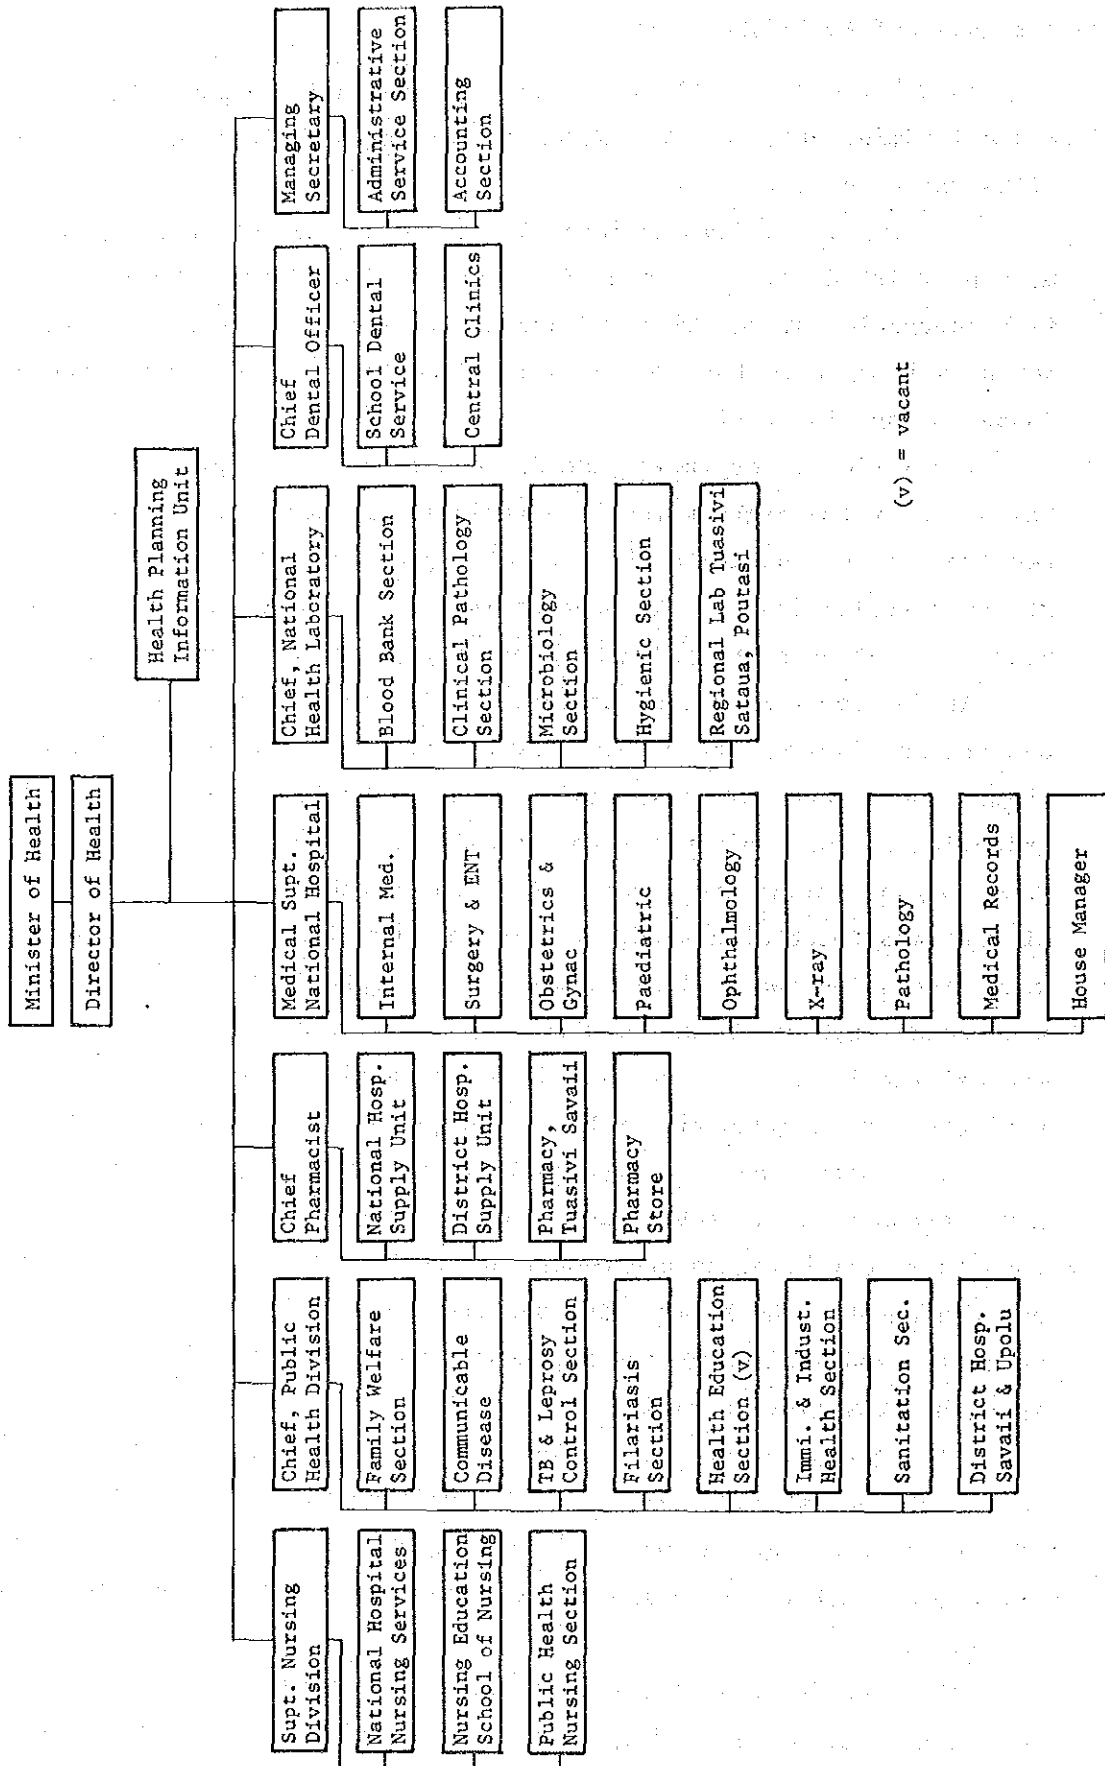 Minister of Health
Director of Health
Health Planning
Information Unit
Supt. Nursing
Division
National Hospital
Nursing Services
Nursing Education
School of Nursing
Public Health
Nursing Section
Chief, Public
Health Division
Family Welfare
Section
Communicable
Disease
TB & Leprosy
Control Section
Filariasis
Section
Health Education
Section (v)
Immi. & Indust.
Health Section
Sanitation Sec.
District Hosp.
Savaii & Upolu
Chief
Pharmacist
National Hosp.
Supply Unit
District Hosp.
Supply Unit
Pharmacy,
Tuasivi Savaii
Pharmacy
Store
Medical Supt.
National Hospital
Internal Med.
Surgery & ENT
Obstetrics &
Gynac
Paediatric
Ophthalmology
X-ray
Pathology
Medical Records
House Manager
Chief, National
Health Laboratory
Blood Bank Section
Clinical Pathology
Section
Microbiology
Section
Hygienic Section
Regional Lab Tuasivi
Sataua, Poutasi
Chief
Dental Officer
School Dental
Service
Central Clinics
Managing
Secretary
Administrative
Service Section
Accounting
Section
(v) = vacant